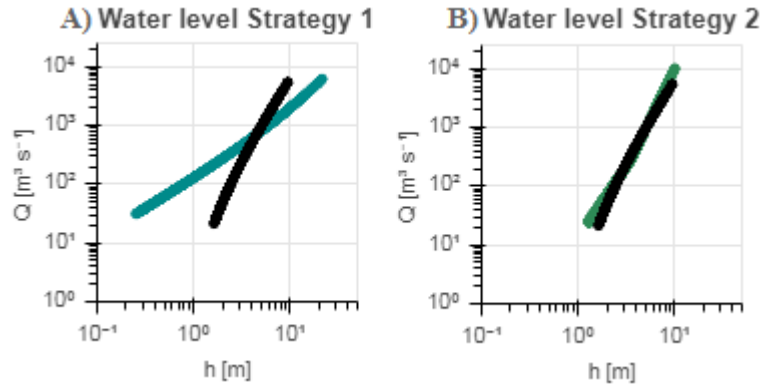 A) Water level Strategy 1
B) Water level Strategy 2
10⁴
10³
10²
10¹
10⁰
Q [m³ s⁻¹]
10⁻¹
10⁰
10¹
h [m]
10⁴
10³
10²
10¹
10⁰
Q [m³ s⁻¹]
10⁻¹
10⁰
10¹
h [m]